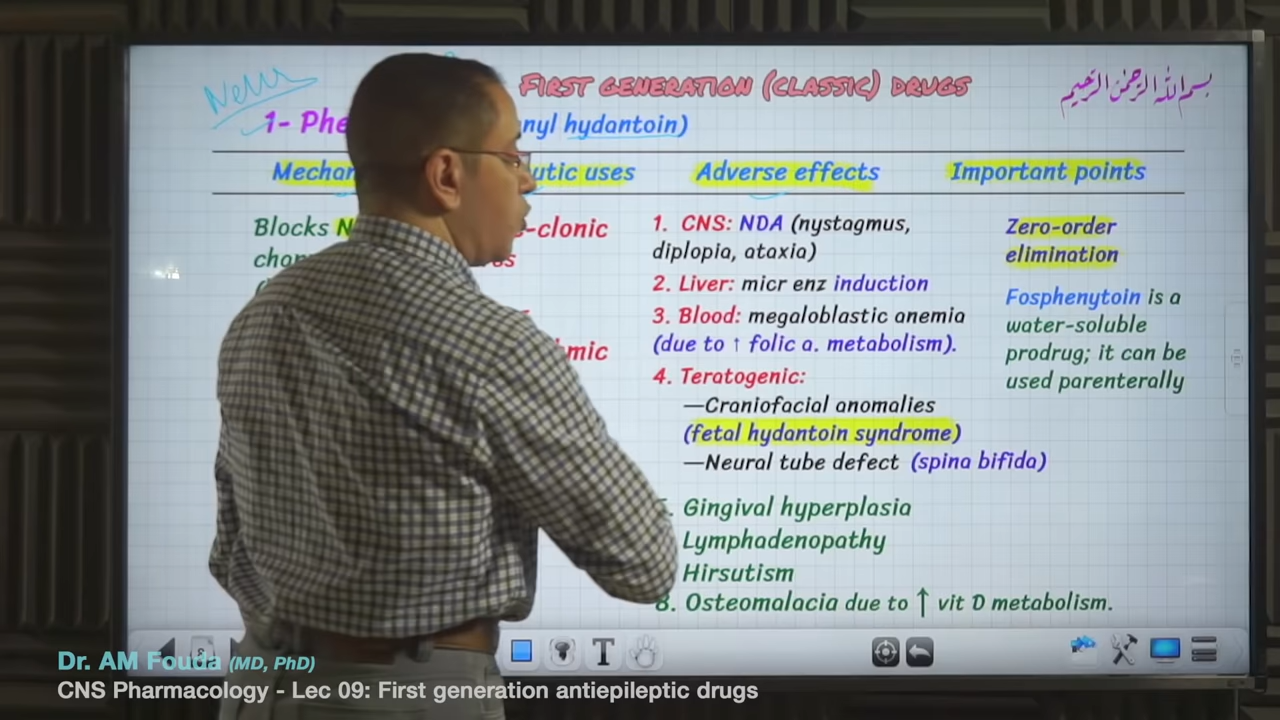 FIRST GENERATION (CLASSIC) DRUGS
بسم الله الرحمن الرحيم
1- Phe nyl hydantoin)
Mechan utic uses Adverse effects Important points
Blocks N -clonic
1. CNS: NDA (nystagmus,
diplopia, ataxia)
2. Liver: micr enz induction
3. Blood: megaloblastic anemia
mic
(due to ↑ folic a. metabolism).
4. Teratogenic:
—Craniofacial anomalies
(fetal hydantoin syndrome)
—Neural tube defect (spina bifida)
Gingival hyperplasia
Lymphadenopathy
Hirsutism
8. Osteomalacia due to ↑ vit D metabolism.
Zero-order
elimination
Fosphenytoin is a
water-soluble
prodrug; it can be
used parenterally
T
Dr. AM Fouda (MD, PhD)
CNS Pharmacology - Lec 09: First generation antiepileptic drugs